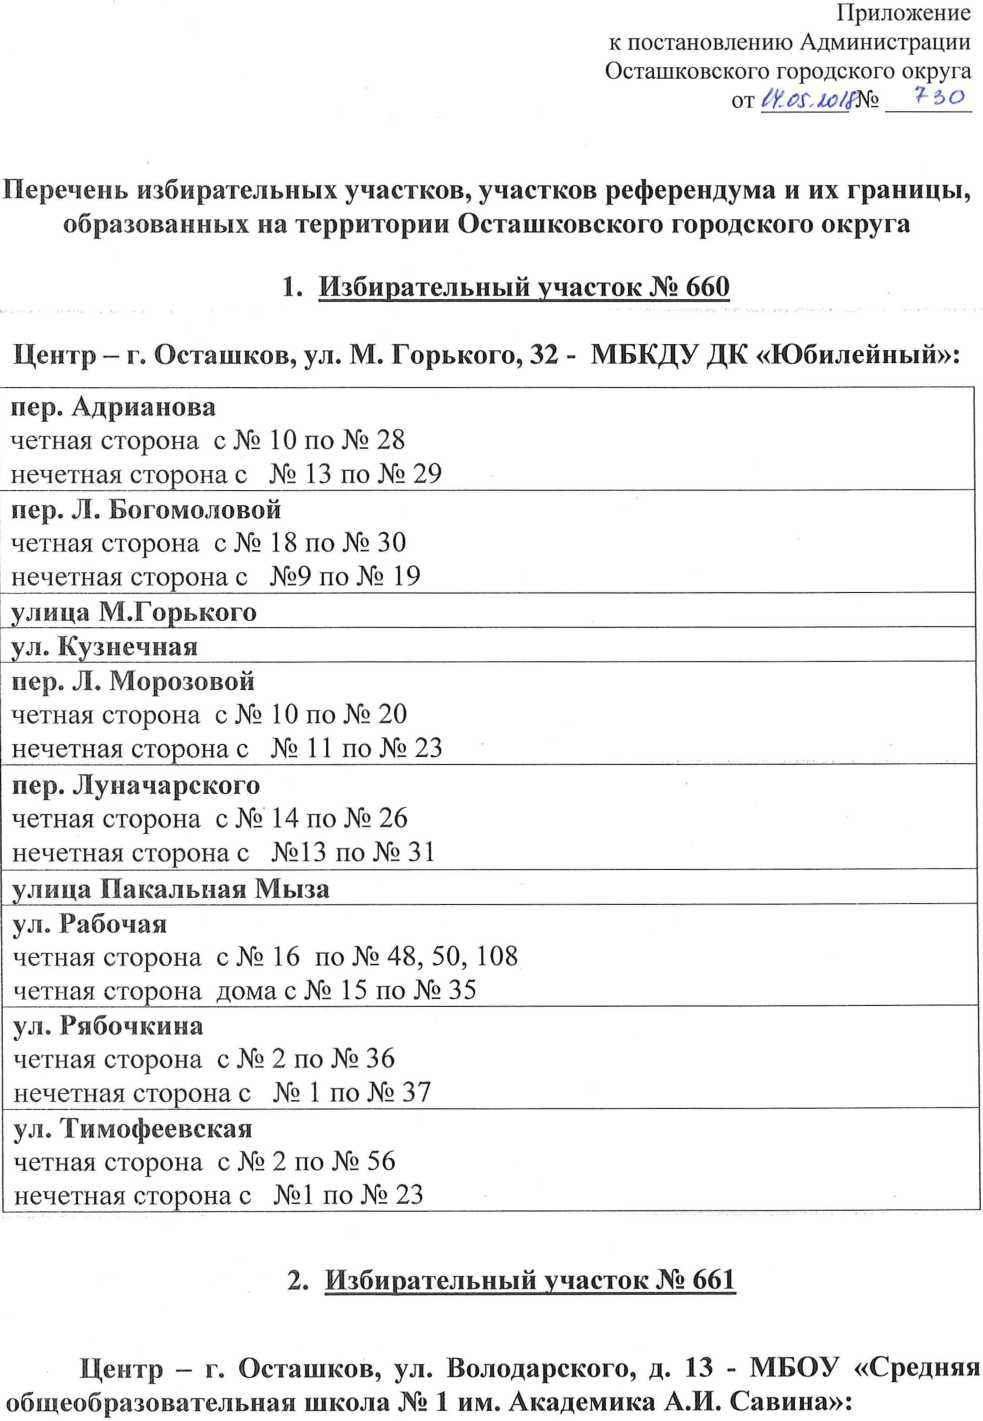 Приложение
к постановлению Администрации
Осташковского городского округа
от 14.05.2018 № 730
Перечень избирательных участков, участков референдума и их границы,
образованных на территории Осташковского городского округа
1. Избирательный участок № 660
Центр – г. Осташков, ул. М. Горького, 32 - МБКДУ ДК «Юбилейный»:
пер. Адрианова
четная сторона с № 10 по № 28
нечетная сторона с № 13 по № 29
пер. Л. Богомоловой
четная сторона с № 18 по № 30
нечетная сторона с №9 по № 19
улица М.Горького
ул. Кузнечная
пер. Л. Морозовой
четная сторона с № 10 по № 20
нечетная сторона с № 11 по № 23
пер. Луначарского
четная сторона с № 14 по № 26
нечетная сторона с №13 по № 31
улица Пакальная Мыза
ул. Рабочая
четная сторона с № 16 по № 48, 50, 108
четная сторона дома с № 15 по № 35
ул. Рябочкина
четная сторона с № 2 по № 36
нечетная сторона с № 1 по № 37
ул. Тимофеевская
четная сторона с № 2 по № 56
нечетная сторона с №1 по № 23
2. Избирательный участок № 661
Центр – г. Осташков, ул. Володарского, д. 13 - МБОУ «Средняя
общеобразовательная школа № 1 им. Академика А.И. Савина»: